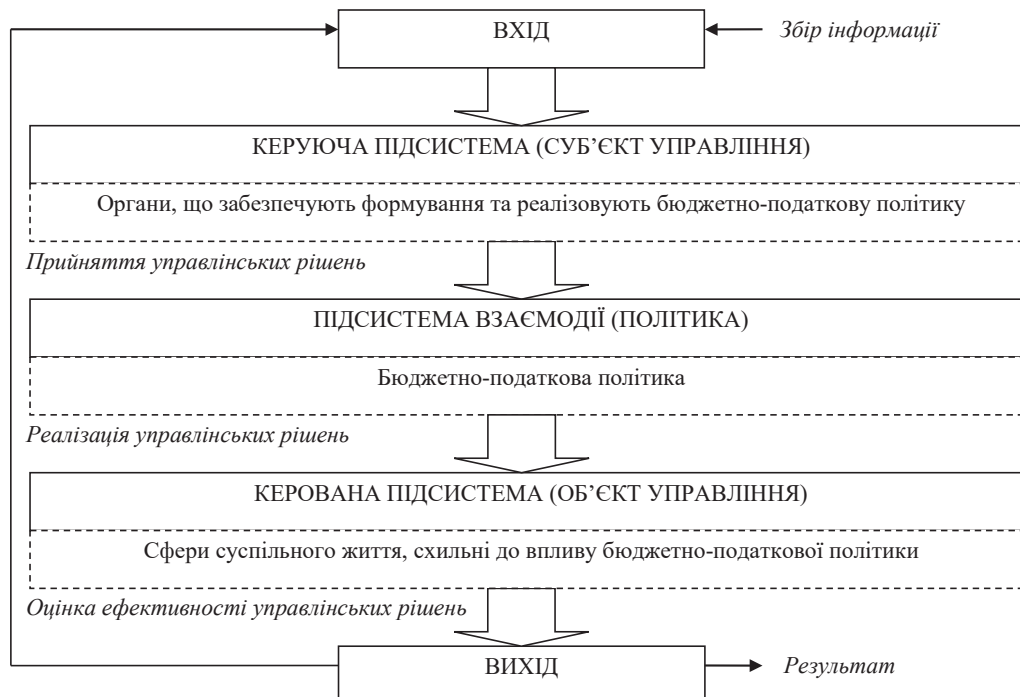 ВХІД
Збір інформації
КЕРУЮЧА ПІДСИСТЕМА (СУБ’ЄКТ УПРАВЛІННЯ)
Органи, що забезпечують формування та реалізовують бюджетно-податкову політику
Прийняття управлінських рішень
ПІДСИСТЕМА ВЗАЄМОДІЇ (ПОЛІТИКА)
Бюджетно-податкова політика
Реалізація управлінських рішень
КЕРОВАНА ПІДСИСТЕМА (ОБ’ЄКТ УПРАВЛІННЯ)
Сфери суспільного життя, схильні до впливу бюджетно-податкової політики
Оцінка ефективності управлінських рішень
ВИХІД
Результат